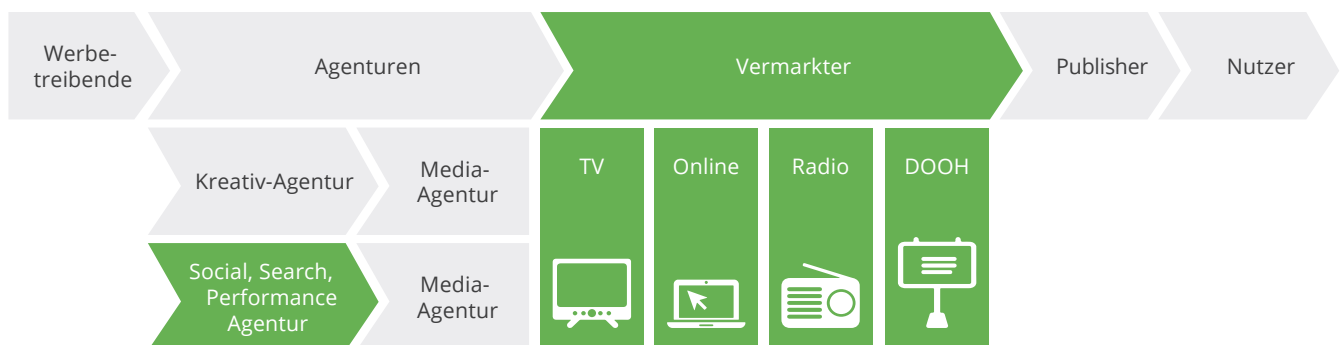 Werbe-
treibende
Agenturen
Vermarkter
Publisher
Nutzer
Kreativ-Agentur
Media-
Agentur
TV
Online
Radio
DOOH
Social, Search,
Performance
Agentur
Media-
Agentur